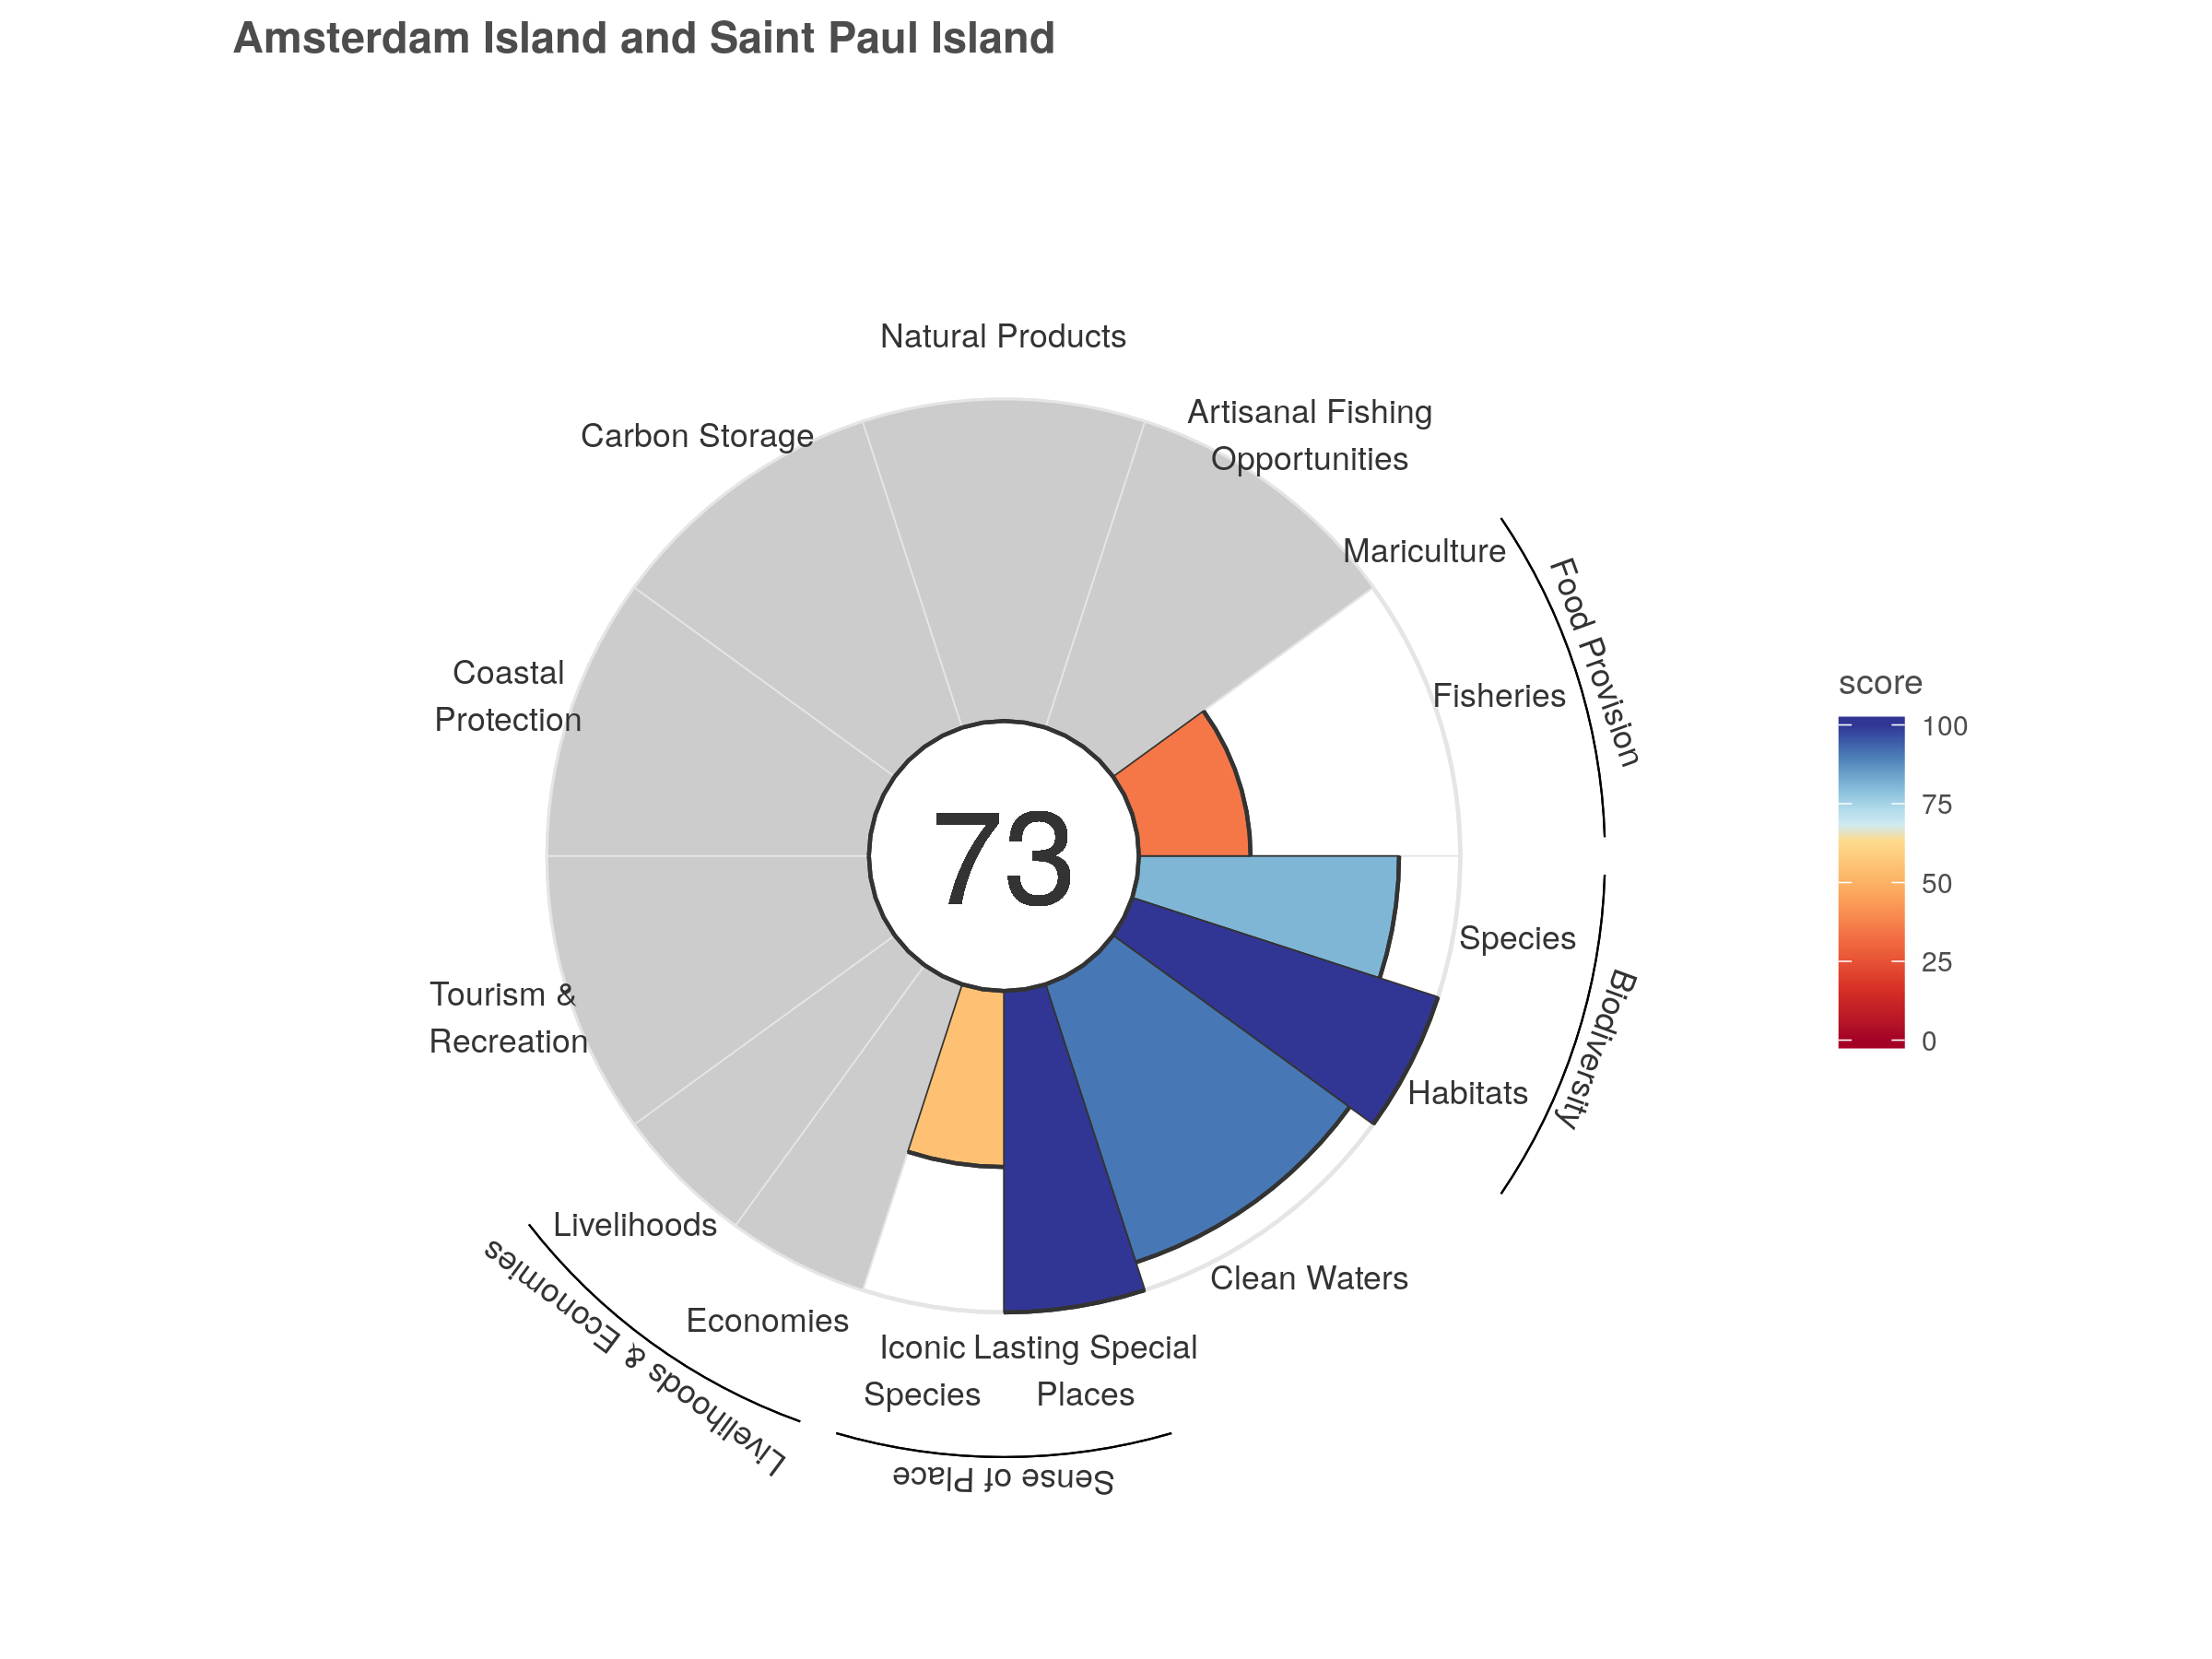 Amsterdam Island and Saint Paul Island
Natural Products
Artisanal Fishing
Opportunities
Carbon Storage
Mariculture
Food Provision
Fisheries
Coastal
Protection
score
100
75
50
25
0
73
Species
Biodiversity
Tourism &
Recreation
Habitats
Livelihoods
Clean Waters
Economies
Livelihoods & Economies
Iconic
Species
Lasting Special
Places
Sense of Place